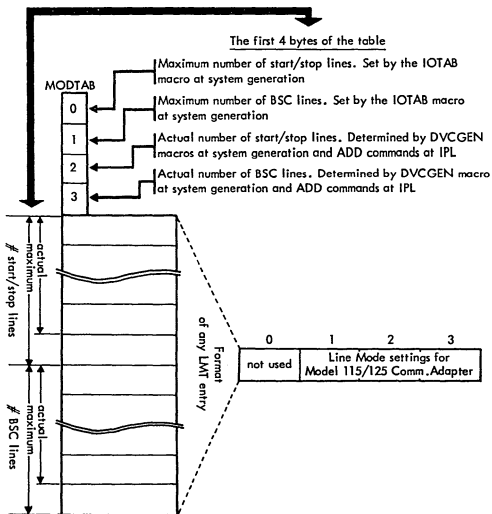 The first 4 bytes of the table
Maximum number of start/stop lines. Set by the IOTAB
macro at system generation
MODTAB
0
Maximum number of BSC lines. Set by the IOTAB macro
at system generation
1
Actual number of start/stop lines. Determined by DVCGEN
macros at system generation and ADD commands at IPL
2
Actual number of BSC lines. Determined by DVCGEN macro
at system generation and ADD commands at IPL
3
# start/stop lines
maximum
actual
# BSC lines
maximum
actual
Format
of any LMT entry
0 1 2 3
not used
Line Mode settings for
Model 115/125 Comm. Adapter